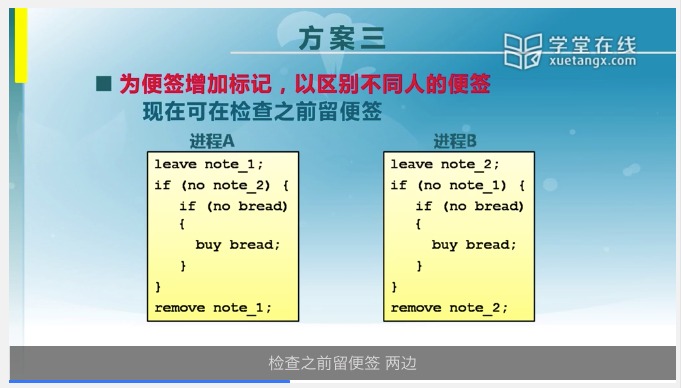 方案三
学堂在线
xuetangx.com
■ 为便签增加标记，以区别不同人的便签
现在可在检查之前留便签
进程A
leave note_1;
if (no note_2) {
if (no bread)
{
buy bread;
}
}
remove note_1;
进程B
leave note_2;
if (no note_1) {
if (no bread)
{
buy bread;
}
}
remove note_2;
检查之前留便签 两边